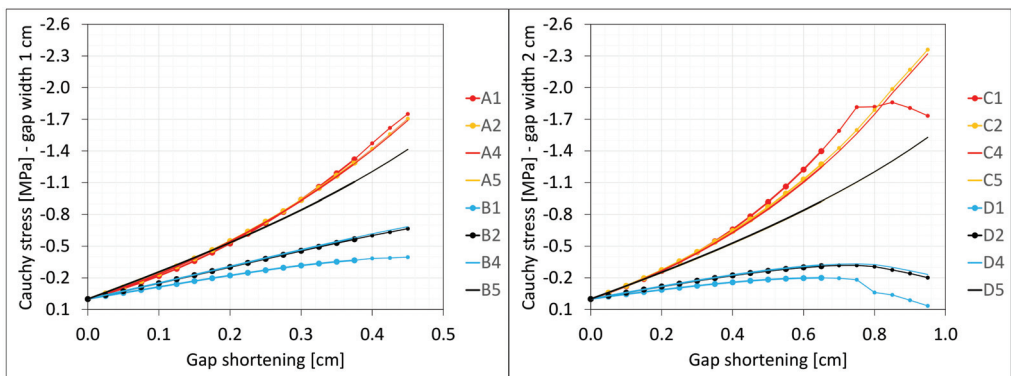 Cauchy stress [MPa] - gap width 1 cm
-2.6
-2.3
-2.0
-1.7
-1.4
-1.1
-0.8
-0.5
-0.2
0.1
0.0
0.1
0.2
0.3
0.4
0.5
Gap shortening [cm]
A1
A2
A4
A5
B1
B2
B4
B5
Cauchy stress [MPa] - gap width 2 cm
-2.6
-2.3
-2.0
-1.7
-1.4
-1.1
-0.8
-0.5
-0.2
0.1
0.0
0.2
0.4
0.6
0.8
1.0
Gap shortening [cm]
C1
C2
C4
C5
D1
D2
D4
D5